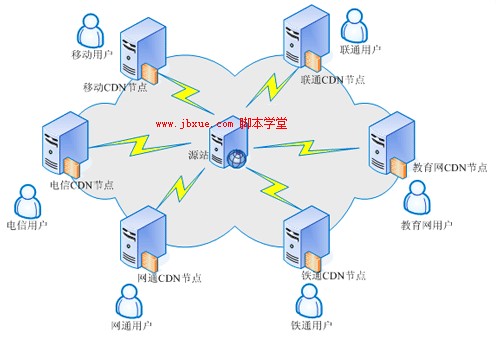 移动用户
联通用户
移动CDN节点
联通CDN节点
www.jbxue.com 脚本学堂
源站
教育网CDN节点
电信CDN节点
电信用户
教育网用户
网通CDN节点
铁通CDN节点
网通用户
铁通用户